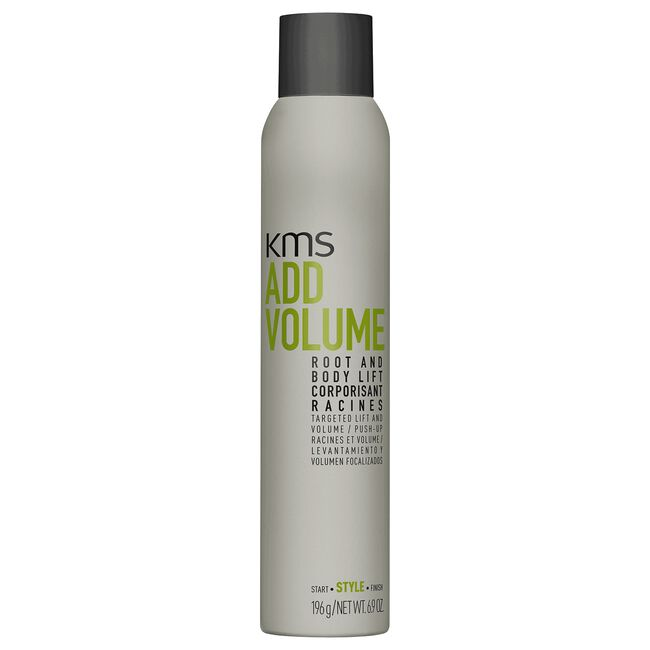 KMS
ADD
VOLUME
ROOT AND
BODY LIFT
CORPORISANT
RACINES
TARGETED LIFT AND
VOLUME / PUSH-UP
RACINES ET VOLUME /
LEVANTAMIENTO Y
VOLUMEN FOCALIZADOS
START • STYLE • FINISH
196 g/NET WT. 6.9 OZ.